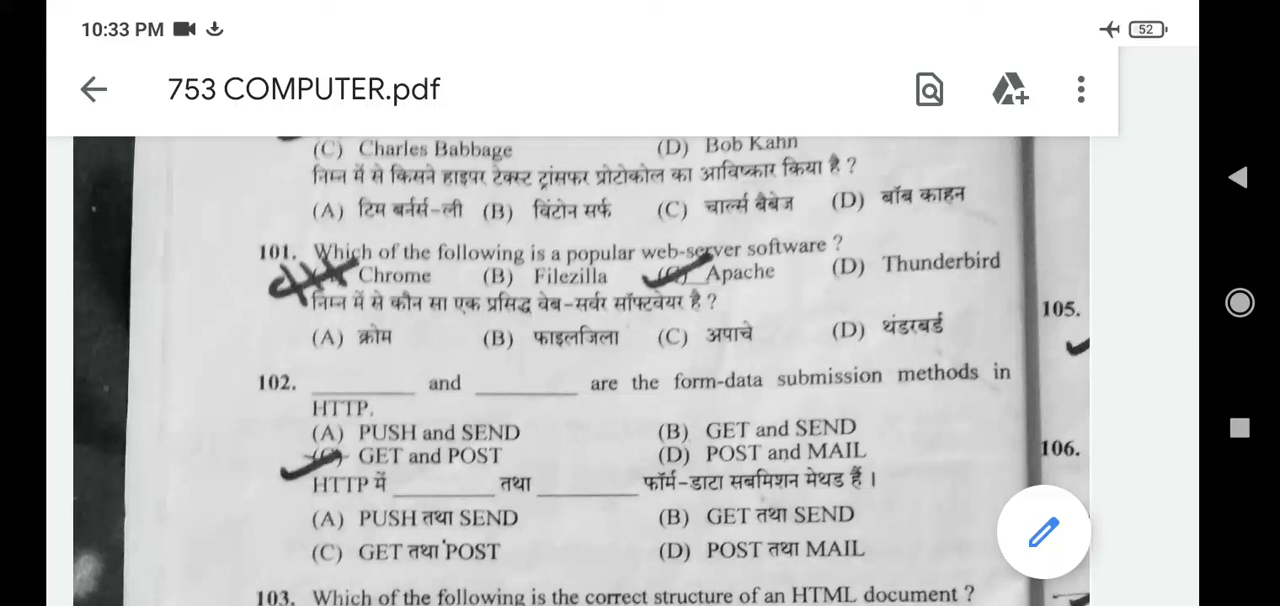 10:33 PM 52
753 COMPUTER.pdf
(C) Charles Babbage (D) Bob Kahn
निम्न में से किसने हाइपर टेक्स्ट ट्रांसफर प्रोटोकोल का आविष्कार किया है ?
(A) टिम बर्नर्स-ली (B) विंटोन सर्फ (C) चार्ल्स बैबेज (D) बॉब काहन
101. Which of the following is a popular web-server software ?
Chrome (B) Filezilla (C) Apache (D) Thunderbird
निम्न में से कौन सा एक प्रसिद्ध वेब-सर्वर सॉफ्टवेयर है ?
(A) क्रोम (B) फाइलजिला (C) अपाचे (D) थंडरबर्ड
105.
102. __________ and __________ are the form-data submission methods in
HTTP.
(A) PUSH and SEND (B) GET and SEND
(C) GET and POST (D) POST and MAIL
106.
HTTP में __________ तथा __________ फॉर्म-डाटा सबमिशन मेथड हैं ।
(A) PUSH तथा SEND (B) GET तथा SEND
(C) GET तथा POST (D) POST तथा MAIL
103. Which of the following is the correct structure of an HTML document ?